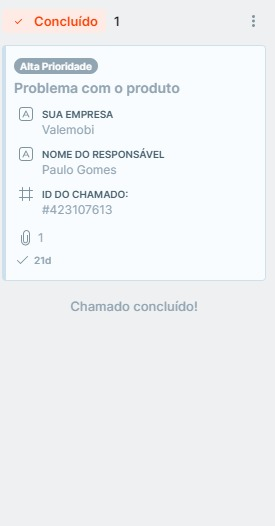 Concluído 1
Alta Prioridade
Problema com o produto
A SUA EMPRESA
Valemobi
A NOME DO RESPONSÁVEL
Paulo Gomes
ID DO CHAMADO:
#423107613
1
21d
Chamado concluído!